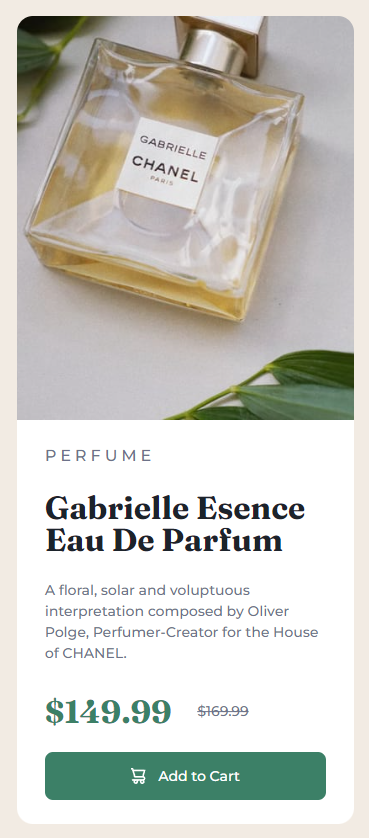 GABRIELLE
CHANEL
PARIS
PERFUME
Gabrielle Esence
Eau De Parfum
A floral, solar and voluptuous
interpretation composed by Oliver
Polge, Perfumer-Creator for the House
of CHANEL.
$149.99 $169.99
Add to Cart